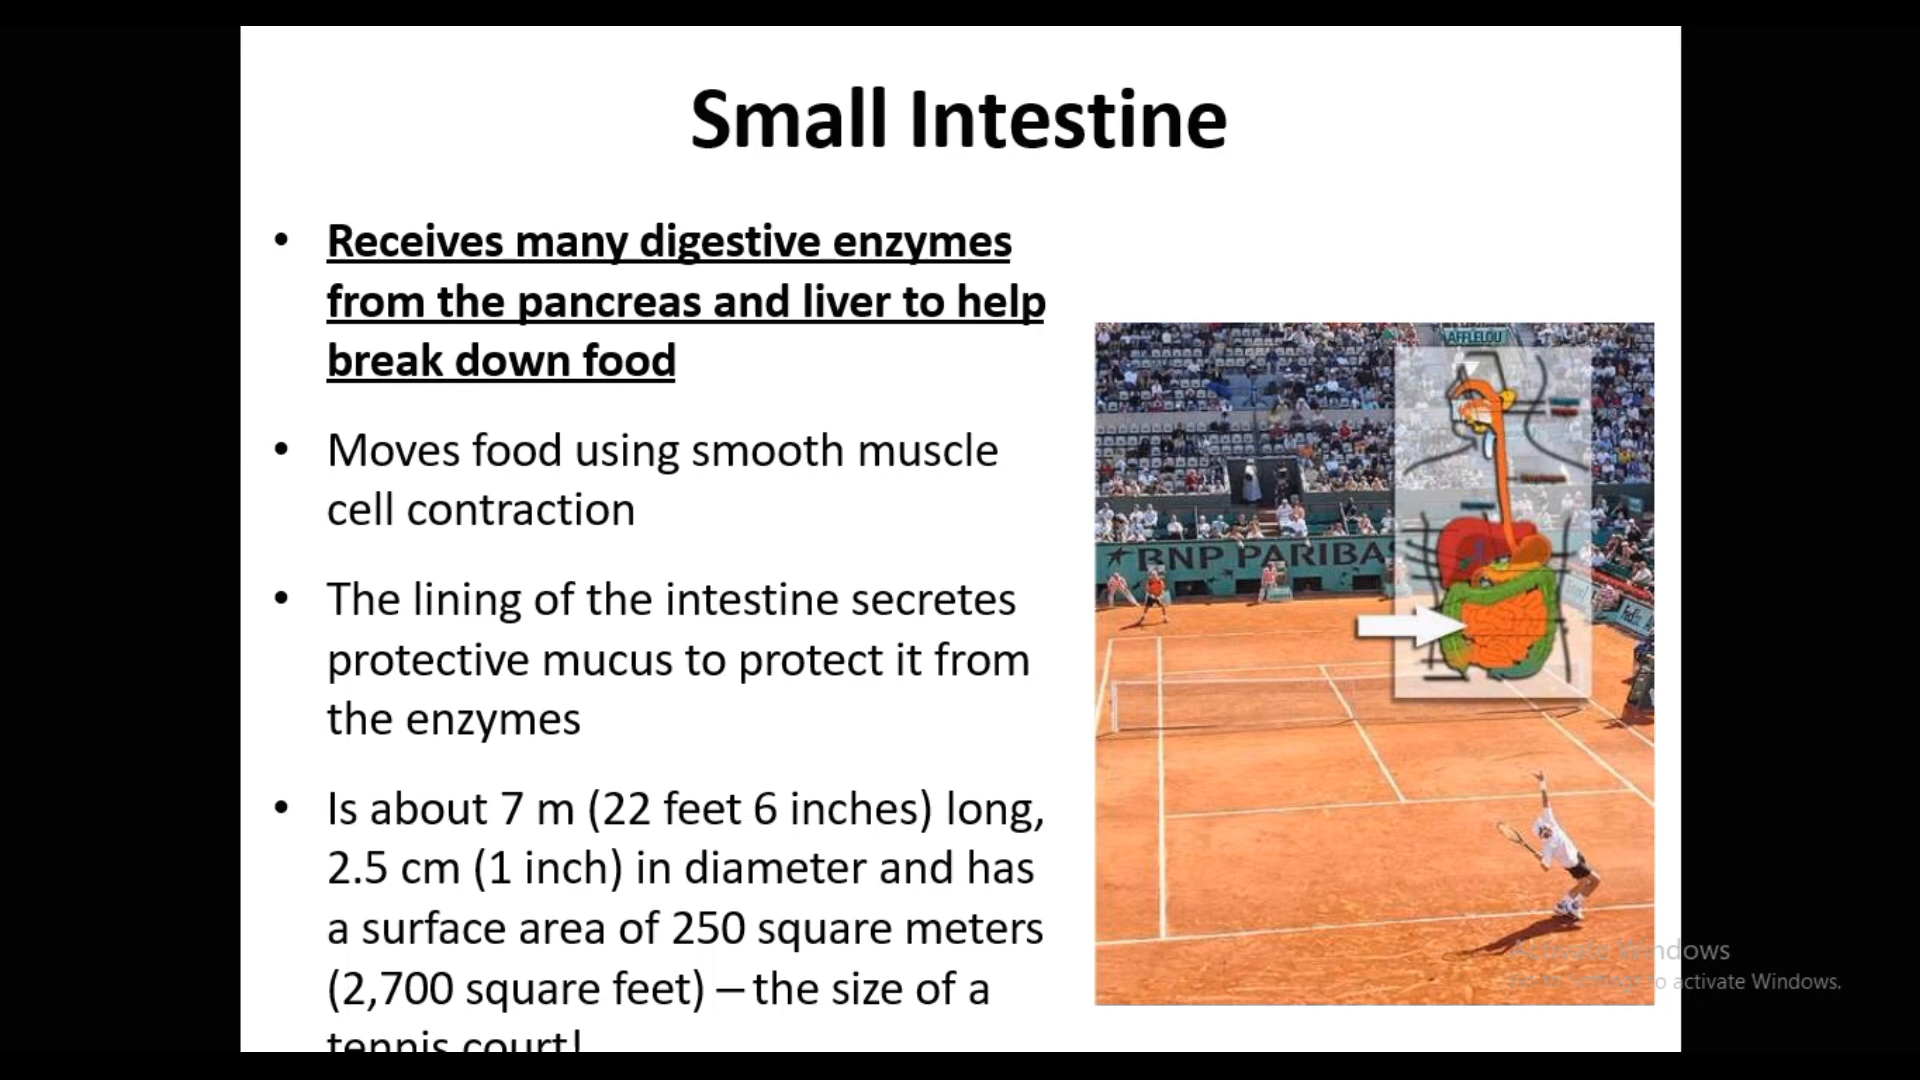 Small Intestine
• Receives many digestive enzymes
from the pancreas and liver to help
break down food
• Moves food using smooth muscle
cell contraction
• The lining of the intestine secretes
protective mucus to protect it from
the enzymes
• Is about 7 m (22 feet 6 inches) long,
2.5 cm (1 inch) in diameter and has
a surface area of 250 square meters
(2,700 square feet) – the size of a
tennis court!
AFFLELOU
BNP PARIBAS
Activate Windows
to activate Windows.